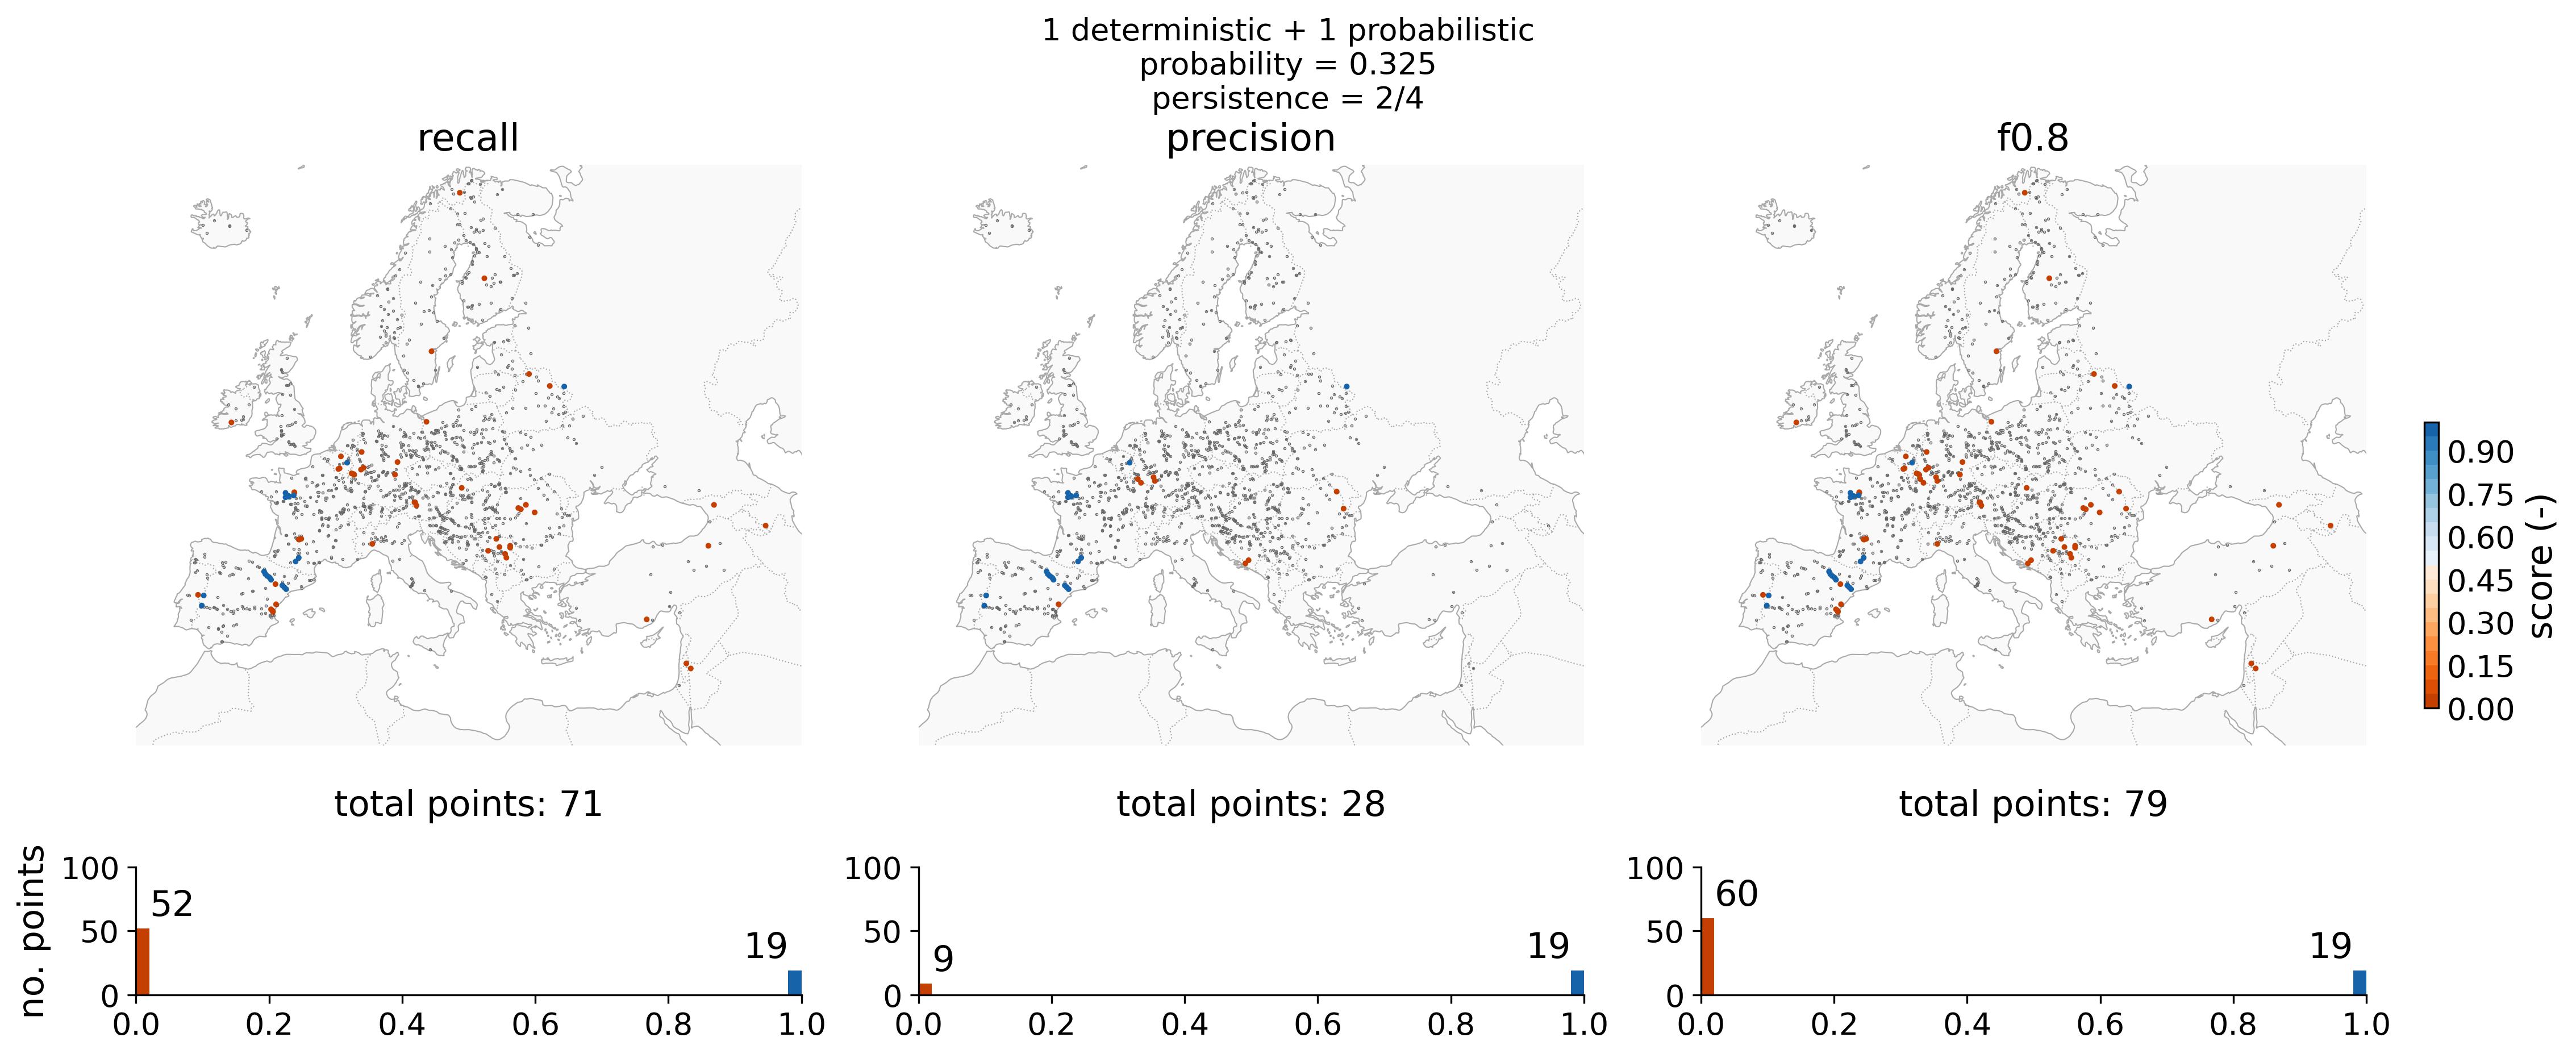 1 deterministic + 1 probabilistic
probability = 0.325
persistence = 2/4
recall
precision
f0.8
0.90
0.75
0.60
0.45
0.30
0.15
0.00
score (-)
total points: 71
total points: 28
total points: 79
no. points
100
50
0
52
19
0.0 0.2 0.4 0.6 0.8 1.0
100
50
0
9
19
0.0 0.2 0.4 0.6 0.8 1.0
100
50
0
60
19
0.0 0.2 0.4 0.6 0.8 1.0